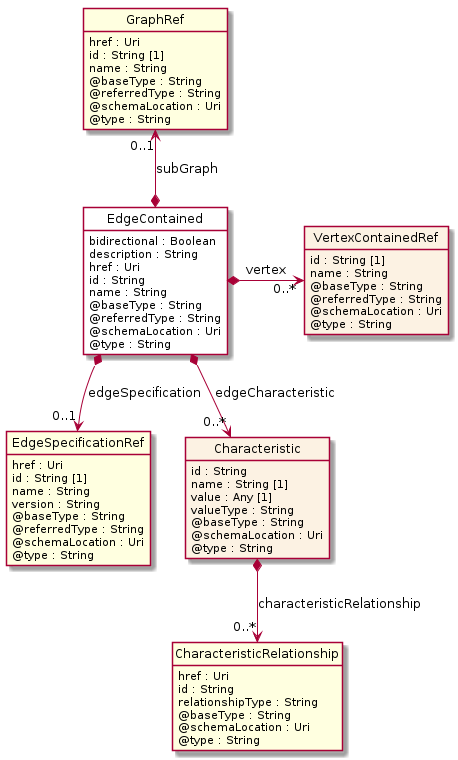 GraphRef
href : Uri
id : String [1]
name : String
@baseType : String
@referredType : String
@schemaLocation : Uri
@type : String
0..1
subGraph
EdgeContained
bidirectional : Boolean
description : String
href : Uri
id : String
name : String
@baseType : String
@referredType : String
@schemaLocation : Uri
@type : String
vertex
0..*
VertexContainedRef
id : String [1]
name : String
@baseType : String
@referredType : String
@schemaLocation : Uri
@type : String
edgeSpecification
0..1
edgeCharacteristic
0..*
EdgeSpecificationRef
href : Uri
id : String [1]
name : String
version : String
@baseType : String
@referredType : String
@schemaLocation : Uri
@type : String
Characteristic
id : String
name : String [1]
value : Any [1]
valueType : String
@baseType : String
@schemaLocation : Uri
@type : String
characteristicRelationship
0..*
CharacteristicRelationship
href : Uri
id : String
relationshipType : String
@baseType : String
@schemaLocation : Uri
@type : String